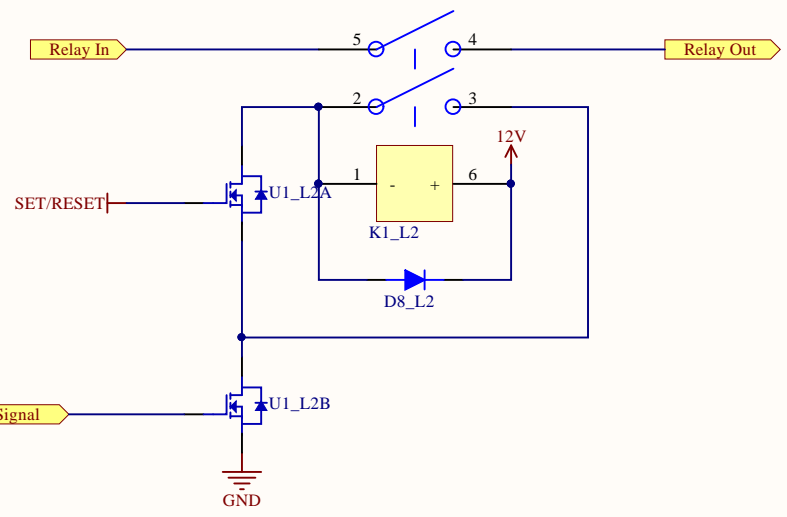 Relay In
5
4
Relay Out
2
3
12V
1
- +
6
SET/RESET
U1_L2A
K1_L2
D8_L2
Signal
U1_L2B
GND